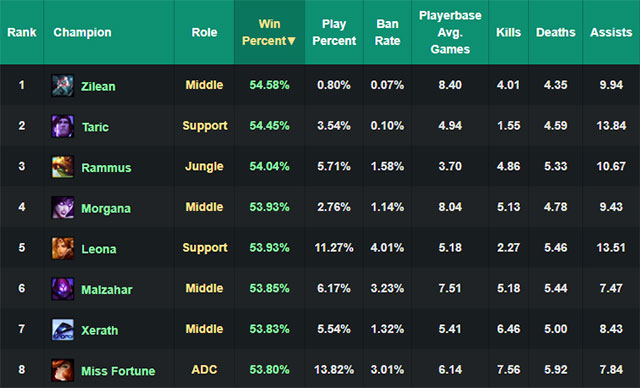 Rank Champion Role Win Percent▼ Play Percent Ban Rate Playerbase Avg. Games Kills Deaths Assists
1 Zilean Middle 54.58% 0.80% 0.07% 8.40 4.01 4.35 9.94
2 Taric Support 54.45% 3.54% 0.10% 4.94 1.55 4.59 13.84
3 Rammus Jungle 54.04% 5.71% 1.58% 3.70 4.86 5.33 10.67
4 Morgana Middle 53.93% 2.76% 1.14% 8.04 5.13 4.78 9.43
5 Leona Support 53.93% 11.27% 4.01% 5.18 2.27 5.46 13.51
6 Malzahar Middle 53.85% 6.17% 3.23% 7.51 5.18 5.44 7.47
7 Xerath Middle 53.83% 5.54% 1.32% 5.41 6.46 5.00 8.43
8 Miss Fortune ADC 53.80% 13.82% 3.01% 6.14 7.56 5.92 7.84